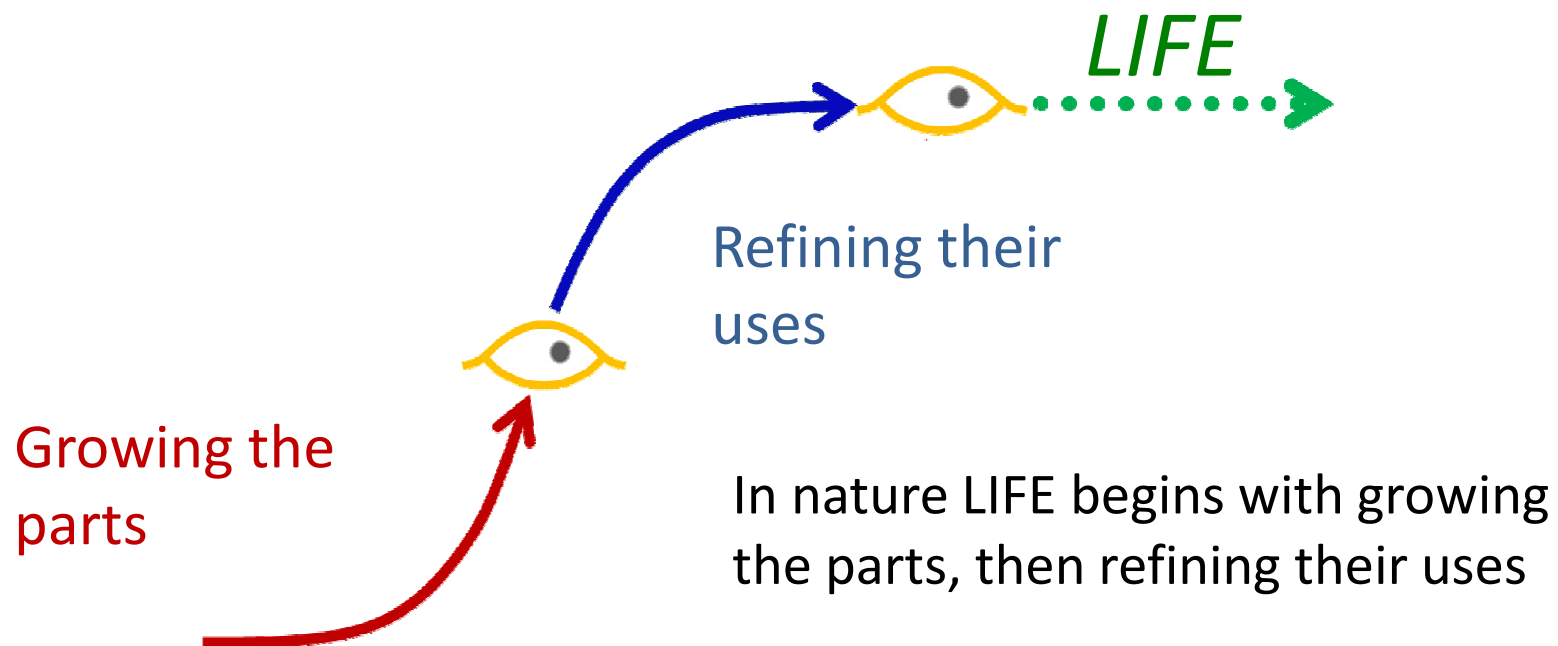 LIFE
Refining their
uses
Growing the
parts
In nature LIFE begins with growing
the parts, then refining their uses